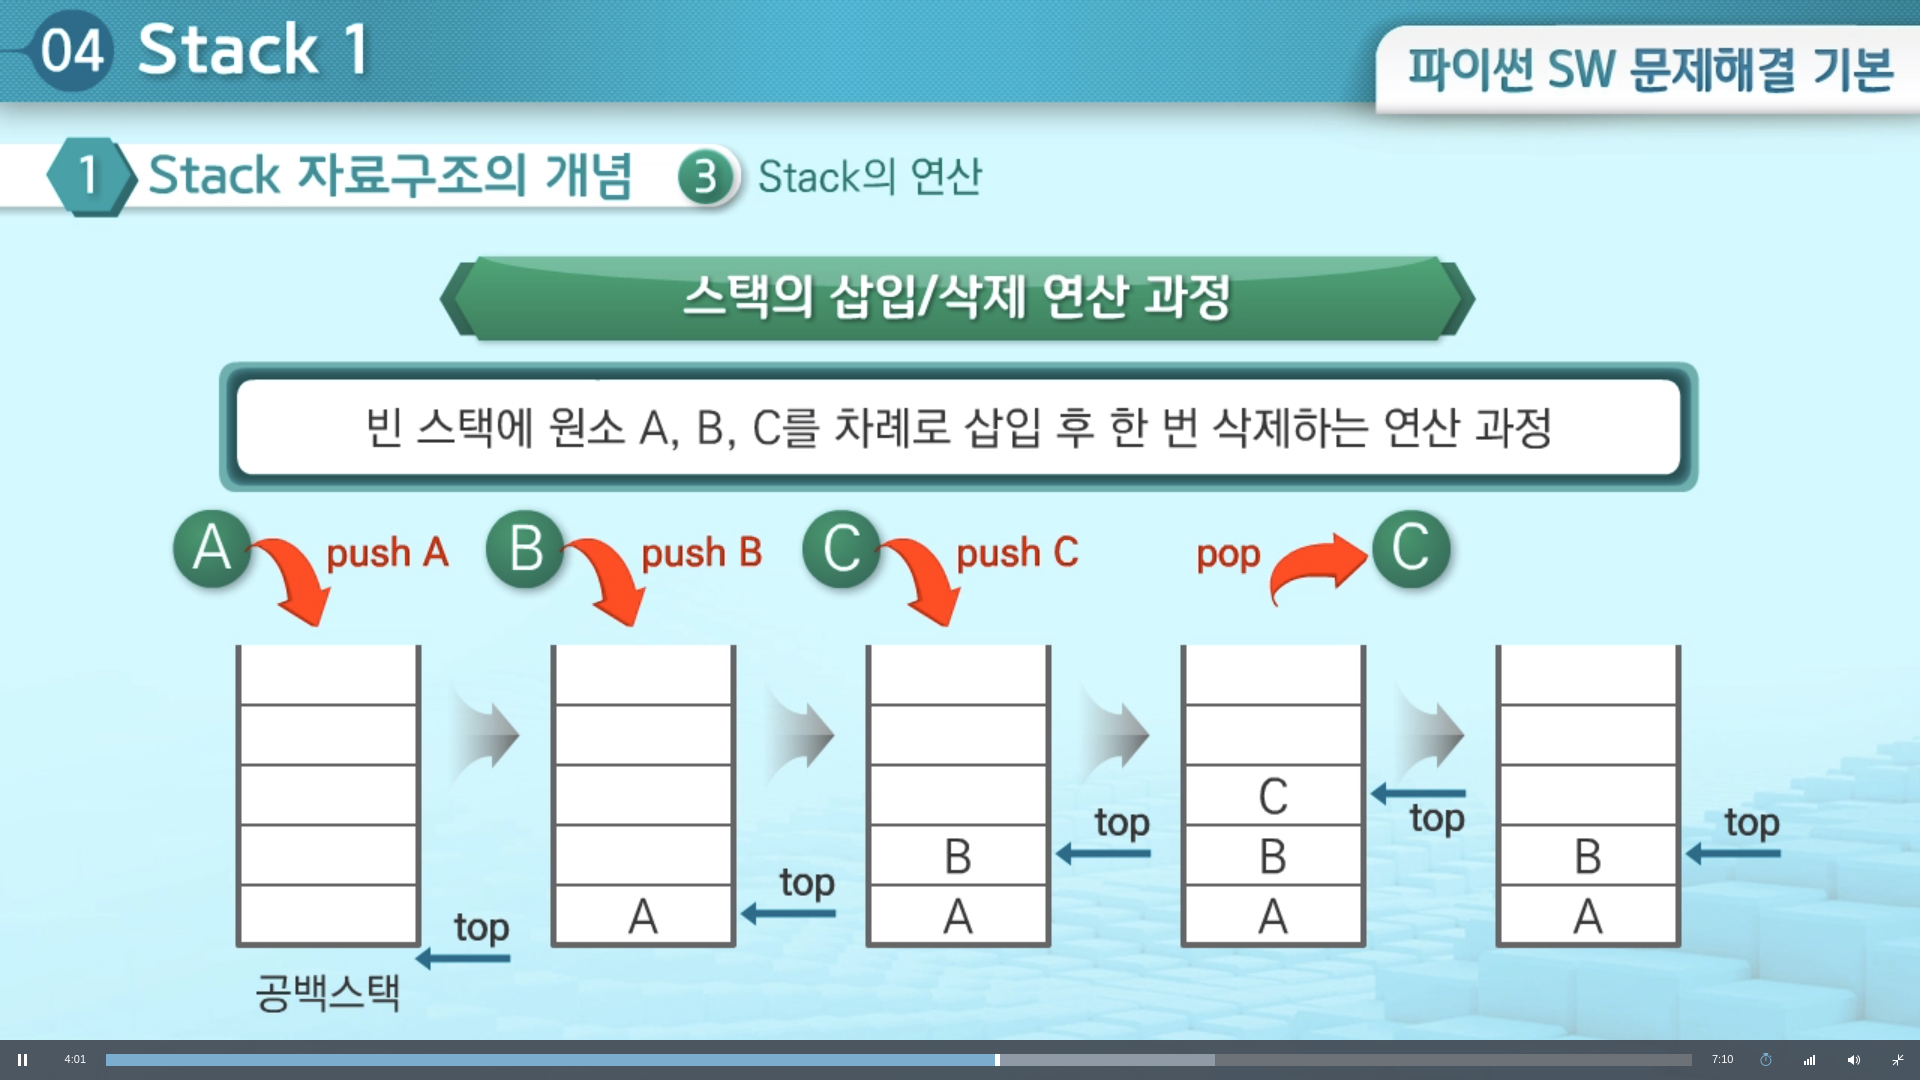 04 Stack 1
파이썬 SW 문제해결 기본
1 Stack 자료구조의 개념 3 Stack의 연산
스택의 삽입/삭제 연산 과정
빈 스택에 원소 A, B, C를 차례로 삽입 후 한 번 삭제하는 연산 과정
A push A B push B C push C pop C
C
top
top
top
B
B
B
top
A
A
A
A
top
공백스택
4:01
7:10